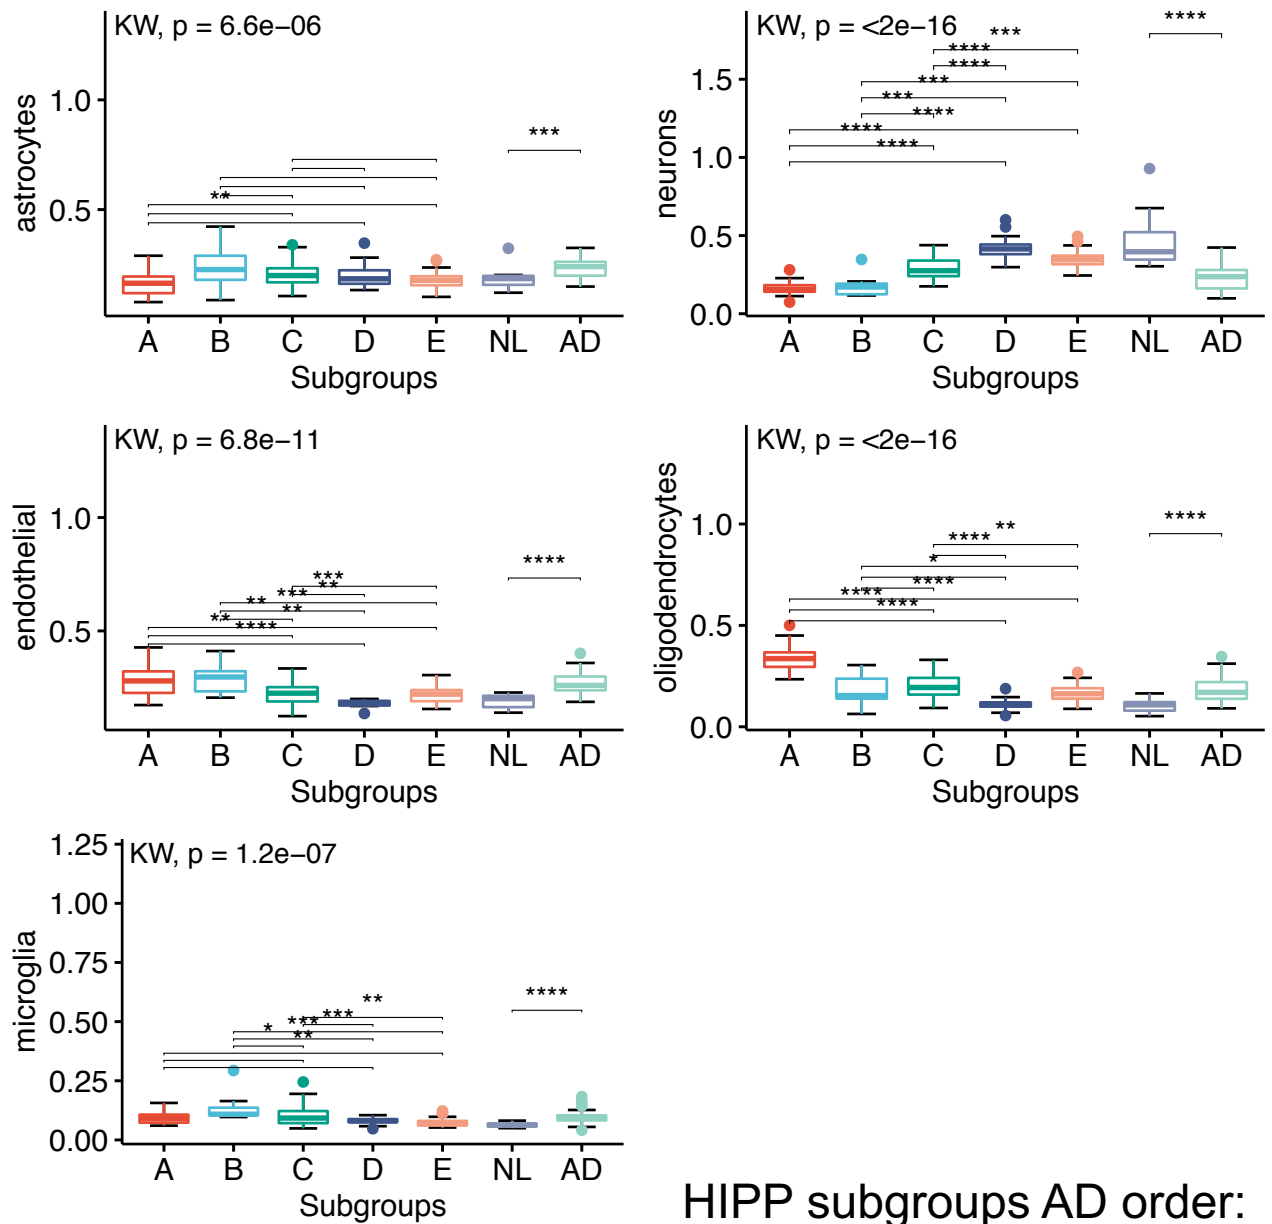 KW, p = 6.6e−06
astrocytes
1.0
0.5
***
**
A B C D E NL AD
Subgroups
KW, p = <2e−16
neurons
1.5
1.0
0.5
0.0
****
***
****
****
***
***
****
****
****
A B C D E NL AD
Subgroups
KW, p = 6.8e−11
endothelial
1.0
0.5
****
***
**
***
**
**
**
****
A B C D E NL AD
Subgroups
KW, p = <2e−16
oligodendrocytes
1.0
0.5
0.0
****
**
****
*
****
****
****
A B C D E NL AD
Subgroups
KW, p = 1.2e−07
microglia
1.25
1.00
0.75
0.50
0.25
0.00
****
**
***
***
*
**
A B C D E NL AD
Subgroups
HIPP subgroups AD order: